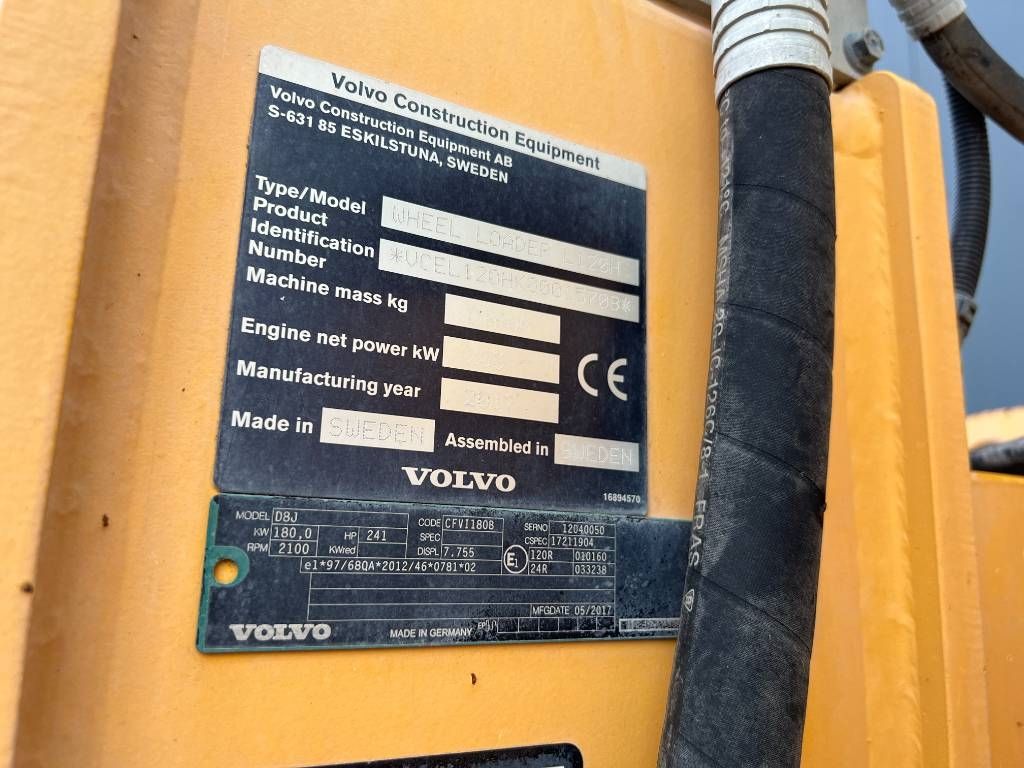 Volvo Construction Equipment
Volvo Construction Equipment AB
S-631 85 ESKILSTUNA, SWEDEN
Type/Model WHEEL LOADER L120H
Product
Identification
Number
Machine mass kg
Engine net power kW
Manufacturing year
CE
Made in SWEDEN Assembled in SWEDEN
VOLVO
16894570
MODEL D8J CODE CFVI180B SERNO 12040050
KW 180,0 HP 241 SPEC CSPEC 17211904
RPM 2100 KWred DISPL 7.755 E1 120R 010160
e1*97/68QA*2012/46*0781*02 24R 033238
MFGDATE 05/2017
VOLVO MADE IN GERMANY